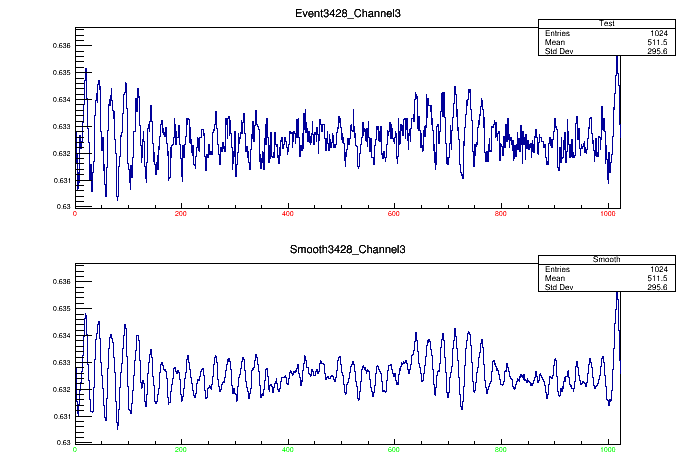 Event3428_Channel3
Test
Entries 1024
Mean 511.5
Std Dev 295.6
0.636
0.635
0.634
0.633
0.632
0.631
0.63
0 200 400 600 800 1000
Smooth3428_Channel3
Smooth
Entries 1024
Mean 511.5
Std Dev 295.6
0.636
0.635
0.634
0.633
0.632
0.631
0.63
0 200 400 600 800 1000